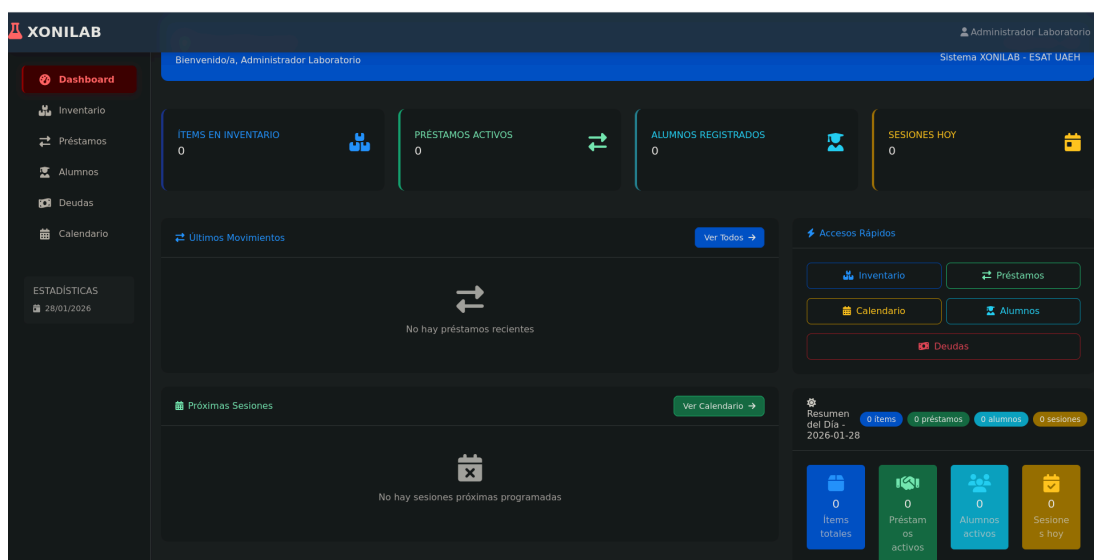 XONILAB
Administrador Laboratorio
Bienvenido/a, Administrador Laboratorio
Sistema XONILAB - ESAT UAEH
Dashboard
Inventario
Préstamos
Alumnos
Deudas
Calendario
ESTADÍSTICAS
28/01/2026
ÍTEMS EN INVENTARIO
0
PRÉSTAMOS ACTIVOS
0
ALUMNOS REGISTRADOS
0
SESIONES HOY
0
Últimos Movimientos
Ver Todos
No hay préstamos recientes
Próximas Sesiones
Ver Calendario
No hay sesiones próximas programadas
Accesos Rápidos
Inventario
Préstamos
Calendario
Alumnos
Deudas
Resumen
del Día -
2026-01-28
0 ítems
0 préstamos
0 alumnos
0 sesiones
0
Ítems
totales
0
Préstam
os
activos
0
Alumnos
activos
0
Sesione
s hoy